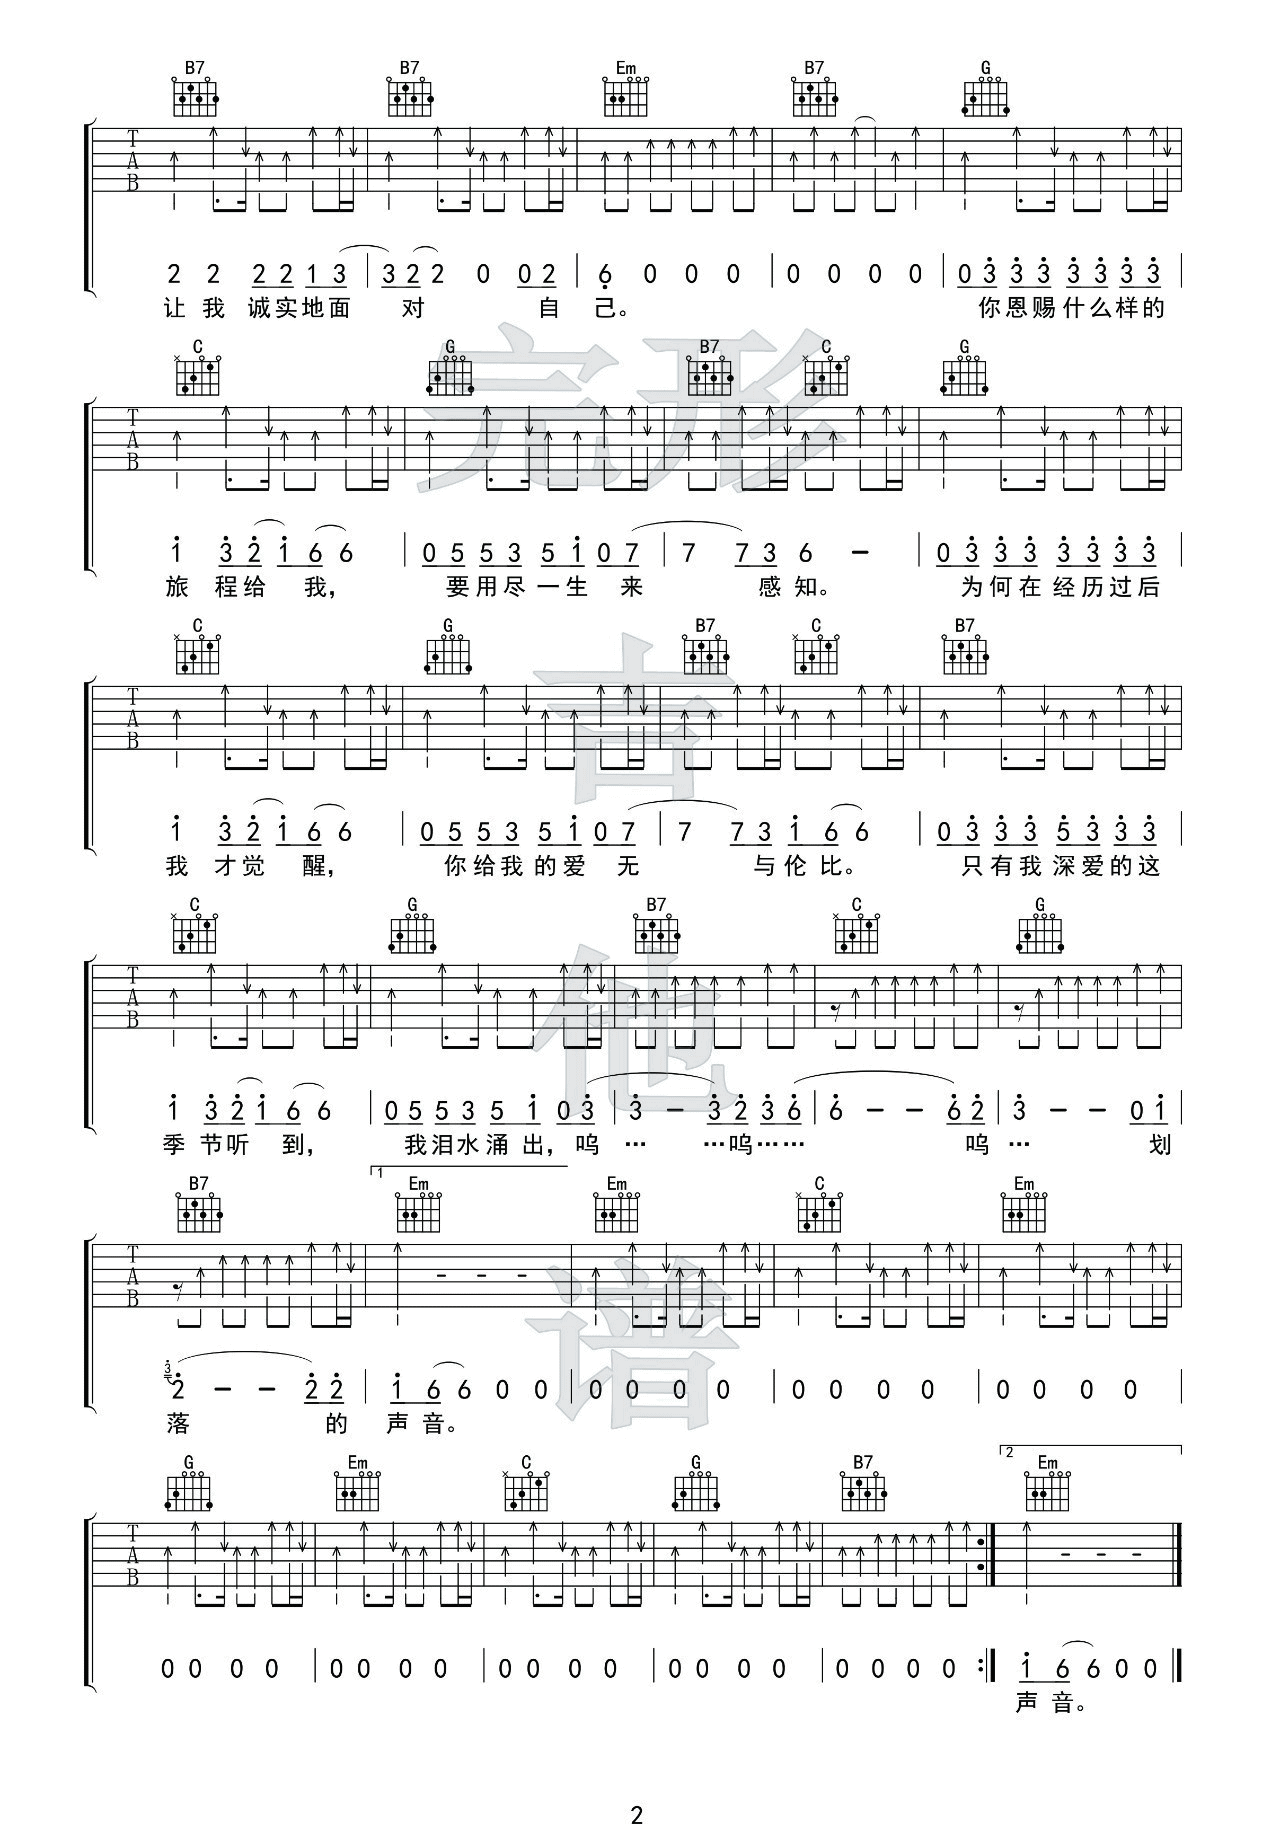 B7 B7 Em B7 G
T
A
B
2 2 2 2 1 3 | 3 2 2 0 0 2 | 6 0 0 0 | 0 0 0 0 | 0 3 3 3 3 3 3 3
让我诚实地面 对 自 己。 你恩赐什么样的
C G B7 C G
T
A
B
1 3 2 1 6 6 | 0 5 5 3 5 1 0 7 | 7 7 3 6 - | 0 3 3 3 3 3 3 3
旅 程给 我， 要用尽一生 来 感知。 为何在经历过后
C G B7 C B7
T
A
B
1 3 2 1 6 6 | 0 5 5 3 5 1 0 7 | 7 7 3 1 6 6 | 0 3 3 3 5 3 3 3
我 才觉 醒， 你给我的爱 无 与伦比。 只有我深爱的这
C G B7 C G
T
A
B
1 3 2 1 6 6 | 0 5 5 3 5 1 0 3 | 3 - 3 2 3 6 | 6 - - 6 2 | 3 - - 0 1
季 节听 到， 我泪水涌出，呜 … …呜…… 呜 … 划
B7 1 Em Em C Em
T
A
B
3 2 - - 2 2 | 1 6 6 0 0 | 0 0 0 0 | 0 0 0 0 | 0 0 0 0
落 的 声音。
G Em C G B7 2 Em
T
A
B
0 0 0 0 | 0 0 0 0 | 0 0 0 0 | 0 0 0 0 | 0 0 0 0 :| 1 6 6 0 0
声音。
完形
吉
他
谱
2